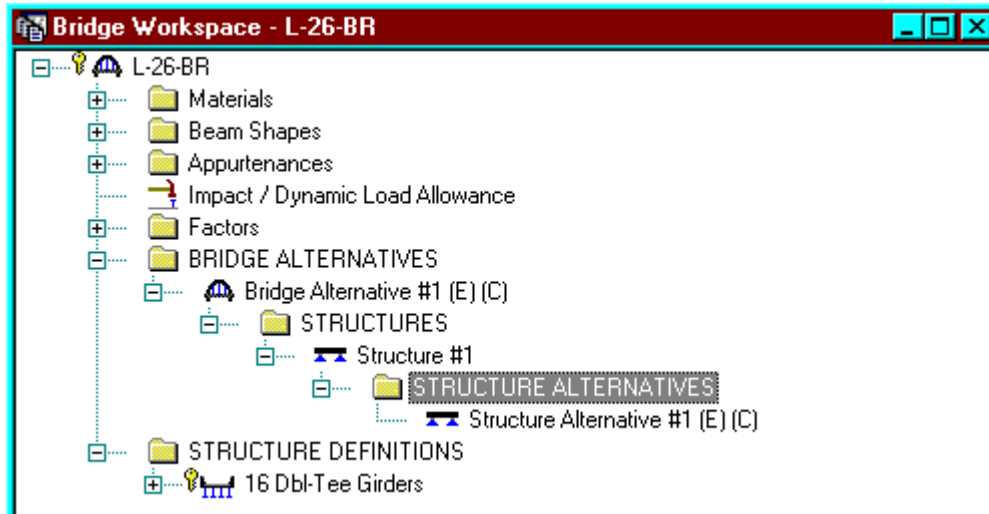 Bridge Workspace - L-26-BR
L-26-BR
Materials
Beam Shapes
Appurtenances
Impact / Dynamic Load Allowance
Factors
BRIDGE ALTERNATIVES
Bridge Alternative #1 (E) (C)
STRUCTURES
Structure #1
STRUCTURE ALTERNATIVES
Structure Alternative #1 (E) (C)
STRUCTURE DEFINITIONS
16 Dbl-Tee Girders